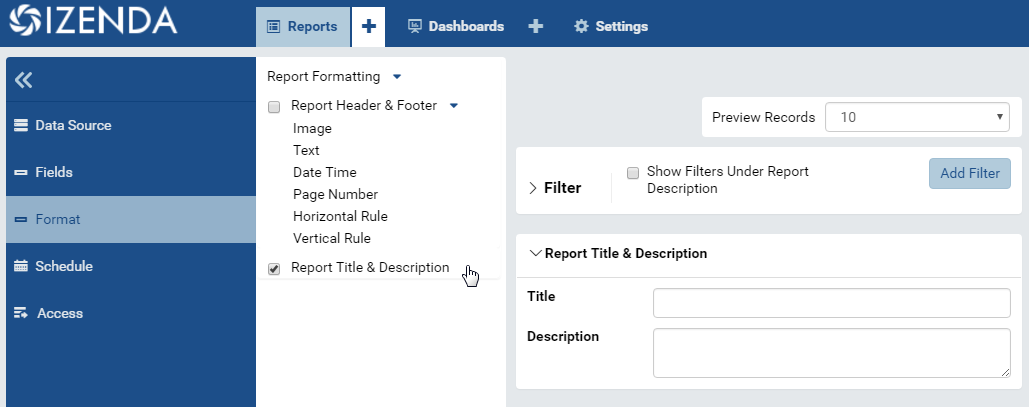 IZENDA
Reports
Dashboards
Settings
Data Source
Fields
Format
Schedule
Access
Report Formatting
Report Header & Footer
Image
Text
Date Time
Page Number
Horizontal Rule
Vertical Rule
Report Title & Description
Preview Records
10
Filter
Show Filters Under Report
Description
Add Filter
Report Title & Description
Title
Description